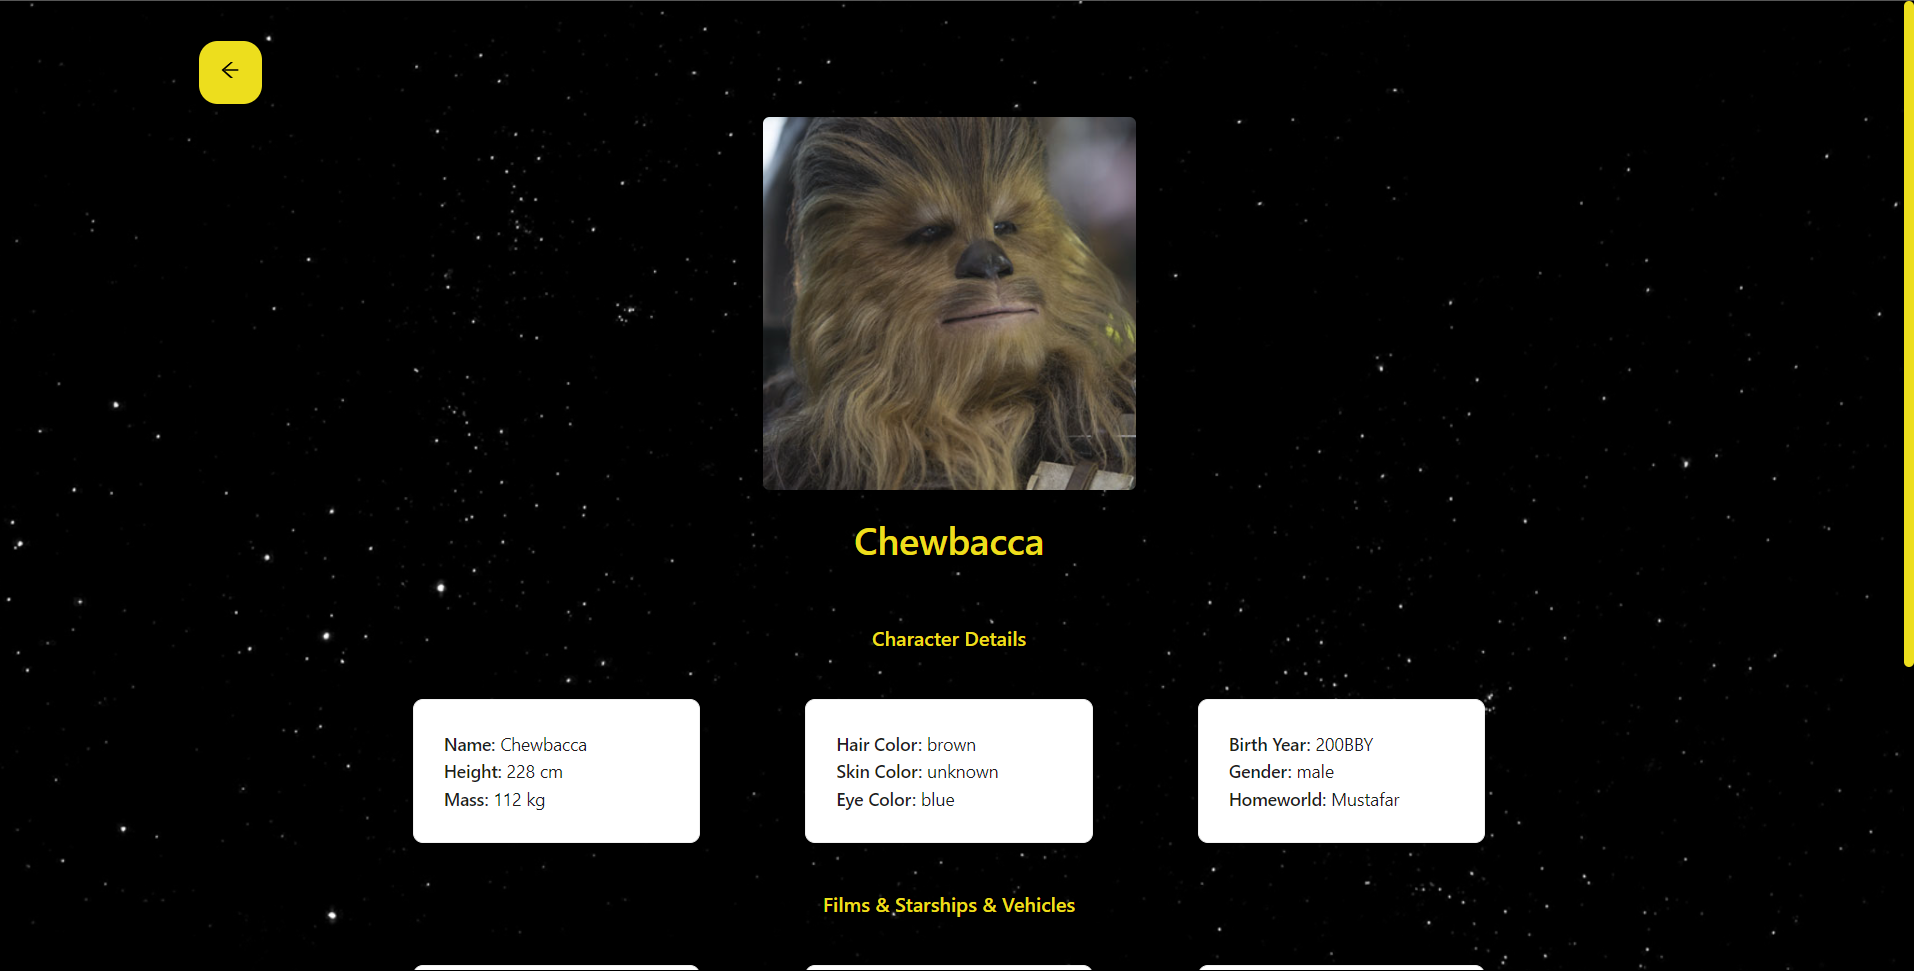 Chewbacca
Character Details
Name: Chewbacca
Height: 228 cm
Mass: 112 kg
Hair Color: brown
Skin Color: unknown
Eye Color: blue
Birth Year: 200BBY
Gender: male
Homeworld: Mustafar
Films & Starships & Vehicles